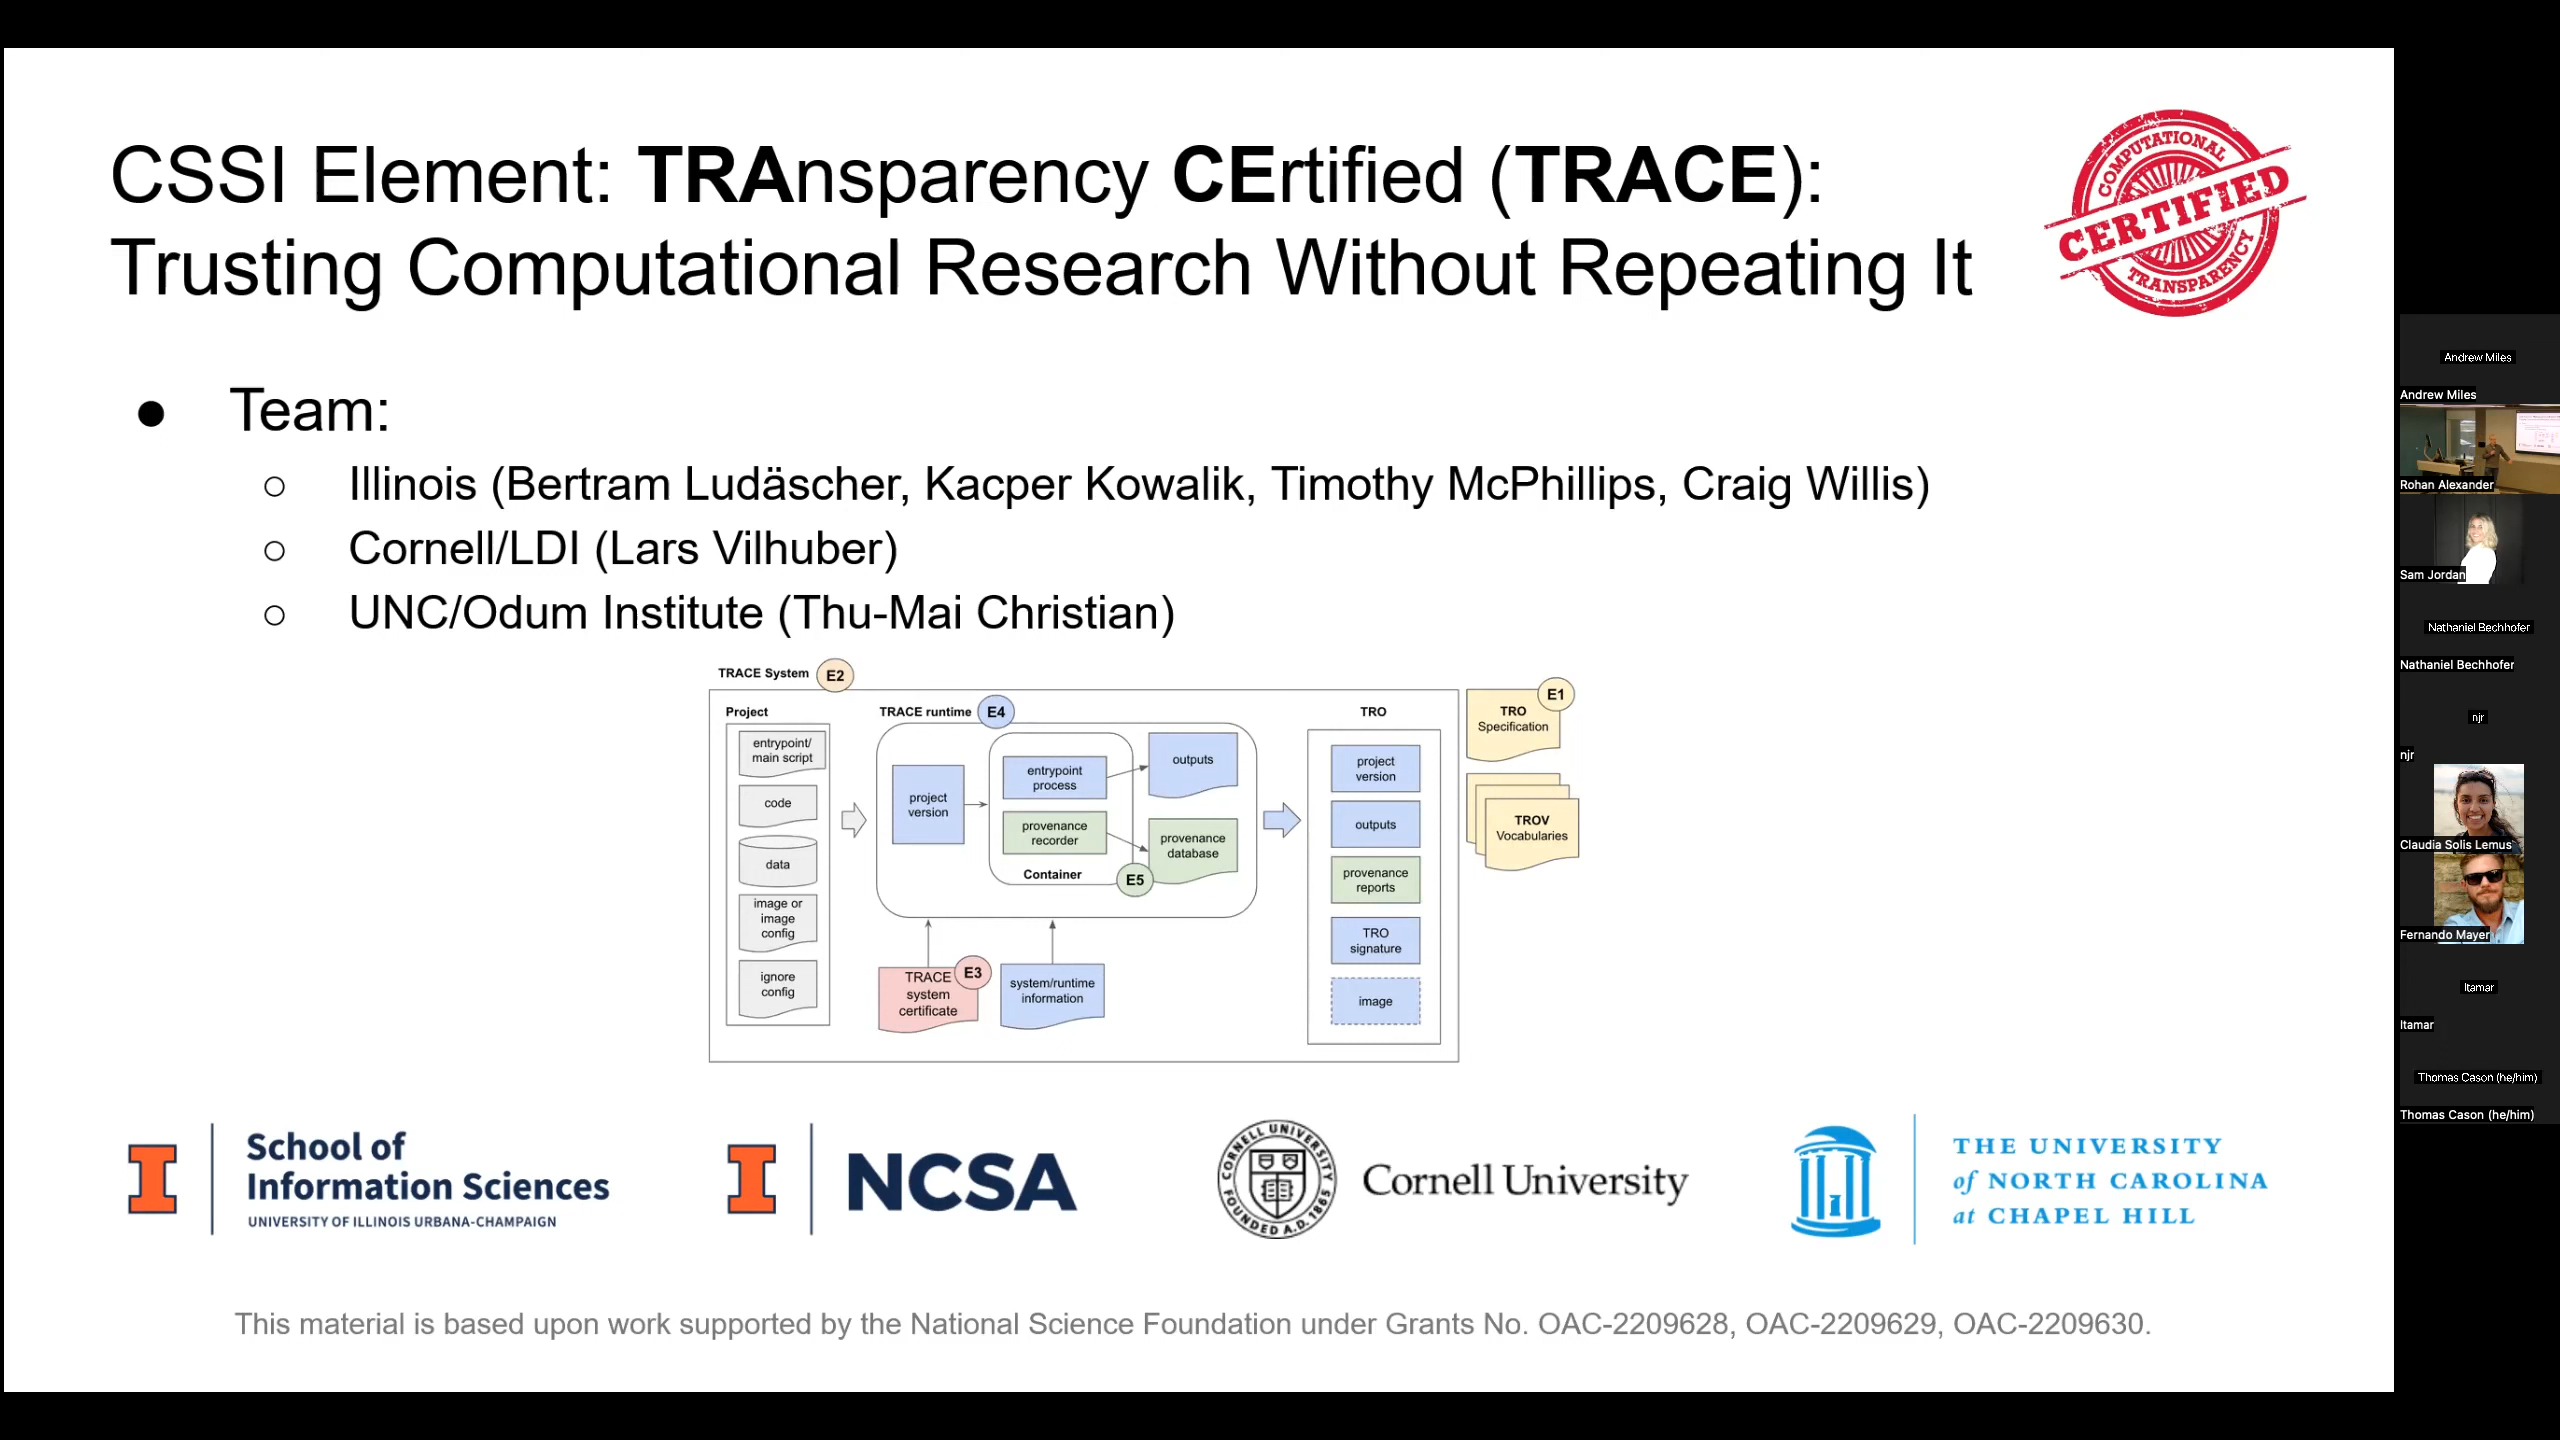 CSSI Element: TRAnsparency CErtified (TRACE):
Trusting Computational Research Without Repeating It
COMPUTATIONAL
CERTIFIED
TRANSPARENCY
● Team:
○ Illinois (Bertram Ludäscher, Kacper Kowalik, Timothy McPhillips, Craig Willis)
○ Cornell/LDI (Lars Vilhuber)
○ UNC/Odum Institute (Thu-Mai Christian)
TRACE System E2
Project
entrypoint/
main script
code
data
image or
image
config
ignore
config
TRACE runtime E4
project
version
entrypoint
process
provenance
recorder
Container
E5
outputs
provenance
database
TRACE
system
certificate
E3
system/runtime
information
TRO
project
version
outputs
provenance
reports
TRO
signature
image
E1
TRO
Specification
TROV
Vocabularies
I
School of
Information Sciences
UNIVERSITY OF ILLINOIS URBANA-CHAMPAIGN
I
NCSA
CORNELL UNIVERSITY
FOUNDED A.D. 1865
Cornell University
THE UNIVERSITY
of NORTH CAROLINA
at CHAPEL HILL
This material is based upon work supported by the National Science Foundation under Grants No. OAC-2209628, OAC-2209629, OAC-2209630.
Andrew Miles
Andrew Miles
Rohan Alexander
Sam Jordan
Nathaniel Bechhofer
Nathaniel Bechhofer
njr
njr
Claudia Solis Lemus
Fernando Mayer
Itamar
Itamar
Thomas Cason (he/him)
Thomas Cason (he/him)